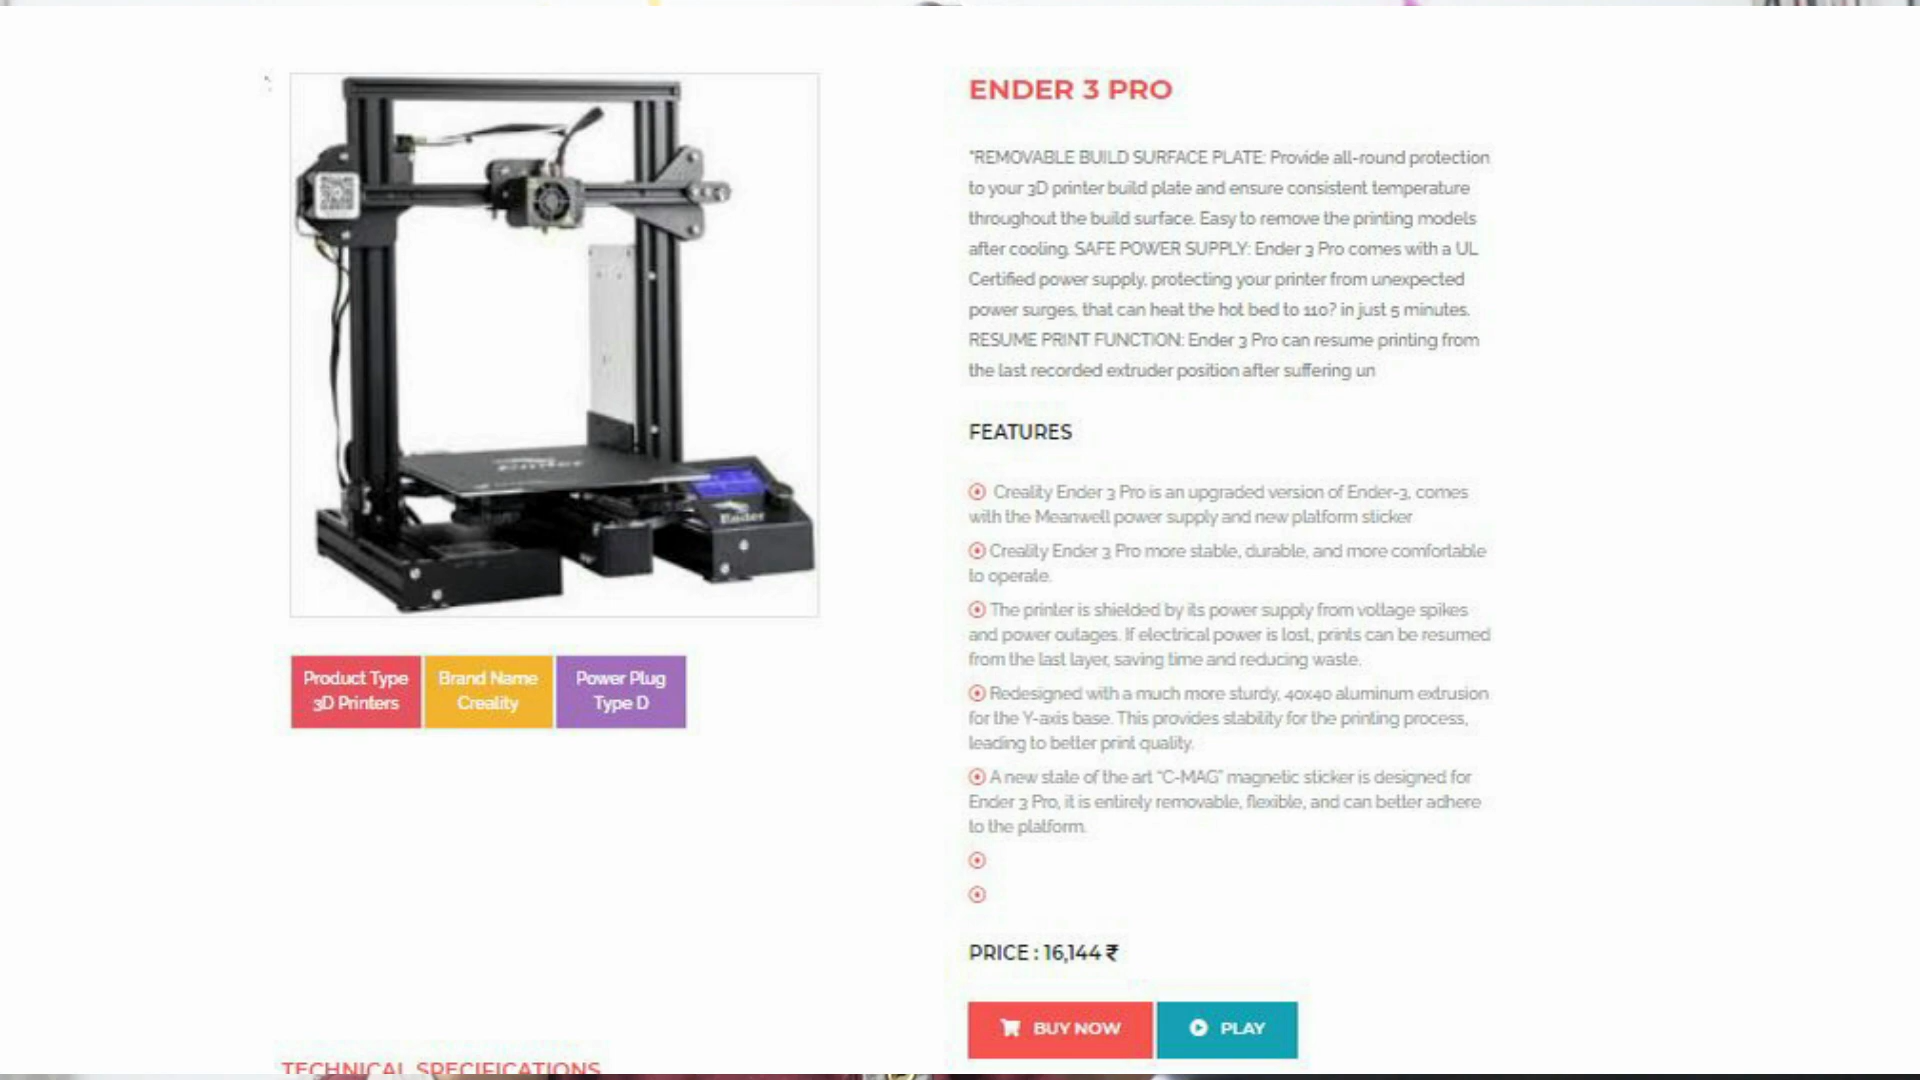 ENDER 3 PRO
"REMOVABLE BUILD SURFACE PLATE: Provide all-round protection
to your 3D printer build plate and ensure consistent temperature
throughout the build surface. Easy to remove the printing models
after cooling. SAFE POWER SUPPLY: Ender 3 Pro comes with a UL
Certified power supply, protecting your printer from unexpected
power surges, that can heat the hot bed to 110? in just 5 minutes.
RESUME PRINT FUNCTION: Ender 3 Pro can resume printing from
the last recorded extruder position after suffering un
FEATURES
Creality Ender 3 Pro is an upgraded version of Ender-3, comes
with the Meanwell power supply and new platform sticker
Creality Ender 3 Pro more stable, durable, and more comfortable
to operate.
The printer is shielded by its power supply from voltage spikes
and power outages. If electrical power is lost, prints can be resumed
from the last layer, saving time and reducing waste.
Redesigned with a much more sturdy, 40x40 aluminum extrusion
for the Y-axis base. This provides stability for the printing process,
leading to better print quality.
A new state of the art "C-MAG" magnetic sticker is designed for
Ender 3 Pro, it is entirely removable, flexible, and can better adhere
to the platform.
PRICE : 16,144 ₹
BUY NOW
PLAY
Ender
Ender
Product Type
3D Printers
Brand Name
Creality
Power Plug
Type D
TECHNICAL SPECIFICATIONS